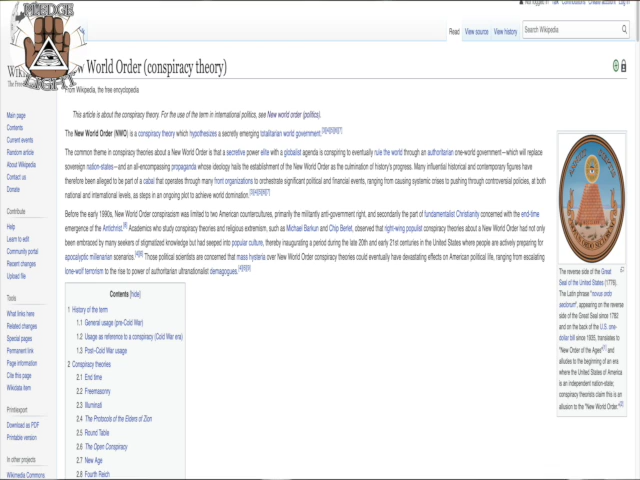 PLEDGE
LIGHT
Not logged in Talk Contributions Create account Log in
Read View source View history Search Wikipedia
World Order (conspiracy theory)
From Wikipedia, the free encyclopedia
This article is about the conspiracy theory. For the use of the term in international politics, see New world order (politics).
The New World Order (NWO) is a conspiracy theory which hypothesizes a secretly emerging totalitarian world government.[3][4][5][6][7]
The common theme in conspiracy theories about a New World Order is that a secretive power elite with a globalist agenda is conspiring to eventually rule the world through an authoritarian one-world government—which will replace
sovereign nation-states—and an all-encompassing propaganda whose ideology hails the establishment of the New World Order as the culmination of history's progress. Many influential historical and contemporary figures have
therefore been alleged to be part of a cabal that operates through many front organizations to orchestrate significant political and financial events, ranging from causing systemic crises to pushing through controversial policies, at both
national and international levels, as steps in an ongoing plot to achieve world domination.[3][4][5][6][7]
Before the early 1990s, New World Order conspiracism was limited to two American countercultures, primarily the militantly anti-government right, and secondarily the part of fundamentalist Christianity concerned with the end-time
emergence of the Antichrist.[8] Academics who study conspiracy theories and religious extremism, such as Michael Barkun and Chip Berlet, observed that right-wing populist conspiracy theories about a New World Order had not only
been embraced by many seekers of stigmatized knowledge but had seeped into popular culture, thereby inaugurating a period during the late 20th and early 21st centuries in the United States where people are actively preparing for
apocalyptic millenarian scenarios.[4][6] Those political scientists are concerned that mass hysteria over New World Order conspiracy theories could eventually have devastating effects on American political life, ranging from escalating
lone-wolf terrorism to the rise to power of authoritarian ultranationalist demagogues.[4][6][9]
Main page
Contents
Current events
Random article
About Wikipedia
Contact us
Donate
Contribute
Help
Learn to edit
Community portal
Recent changes
Upload file
Tools
What links here
Related changes
Special pages
Permanent link
Page information
Cite this page
Wikidata item
Print/export
Download as PDF
Printable version
In other projects
Wikimedia Commons
Contents [hide]
1 History of the term
1.1 General usage (pre-Cold War)
1.2 Usage as reference to a conspiracy (Cold War era)
1.3 Post–Cold War usage
2 Conspiracy theories
2.1 End time
2.2 Freemasonry
2.3 Illuminati
2.4 The Protocols of the Elders of Zion
2.5 Round Table
2.6 The Open Conspiracy
2.7 New Age
2.8 Fourth Reich
The reverse side of the Great
Seal of the United States (1776).
The Latin phrase "novus ordo
seclorum", appearing on the reverse
side of the Great Seal since 1782
and on the back of the U.S. one-
dollar bill since 1935, translates to
"New Order of the Ages"[1] and
alludes to the beginning of an era
where the United States of America
is an independent nation-state;
conspiracy theorists claim this is an
allusion to the "New World Order".[2]